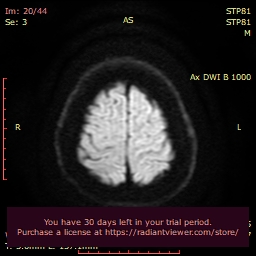 Im: 20/44
Se: 3
AS
STP81
STP81
M
Ax DWI B 1000
R
L
You have 30 days left in your trial period.
Purchase a license at https://radiantviewer.com/store/